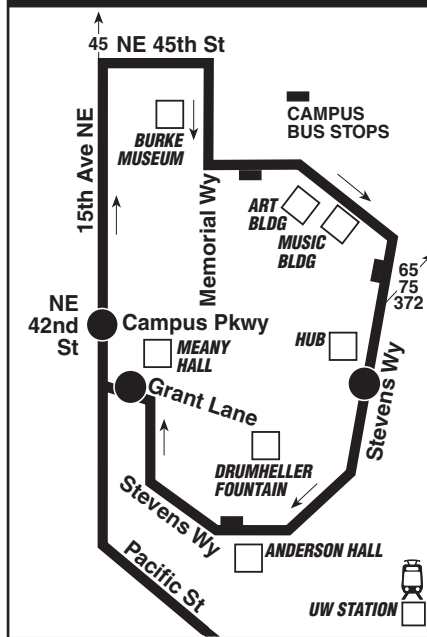 45
NE 45th St
15th Ave NE
BURKE
MUSEUM
Memorial Wy
CAMPUS
BUS STOPS
ART
BLDG
MUSIC
BLDG
65
75
372
NE
42nd
St
Campus Pkwy
MEANY
HALL
HUB
Grant Lane
Stevens Wy
DRUMHELLER
FOUNTAIN
Stevens Wy
ANDERSON HALL
Pacific St
UW STATION